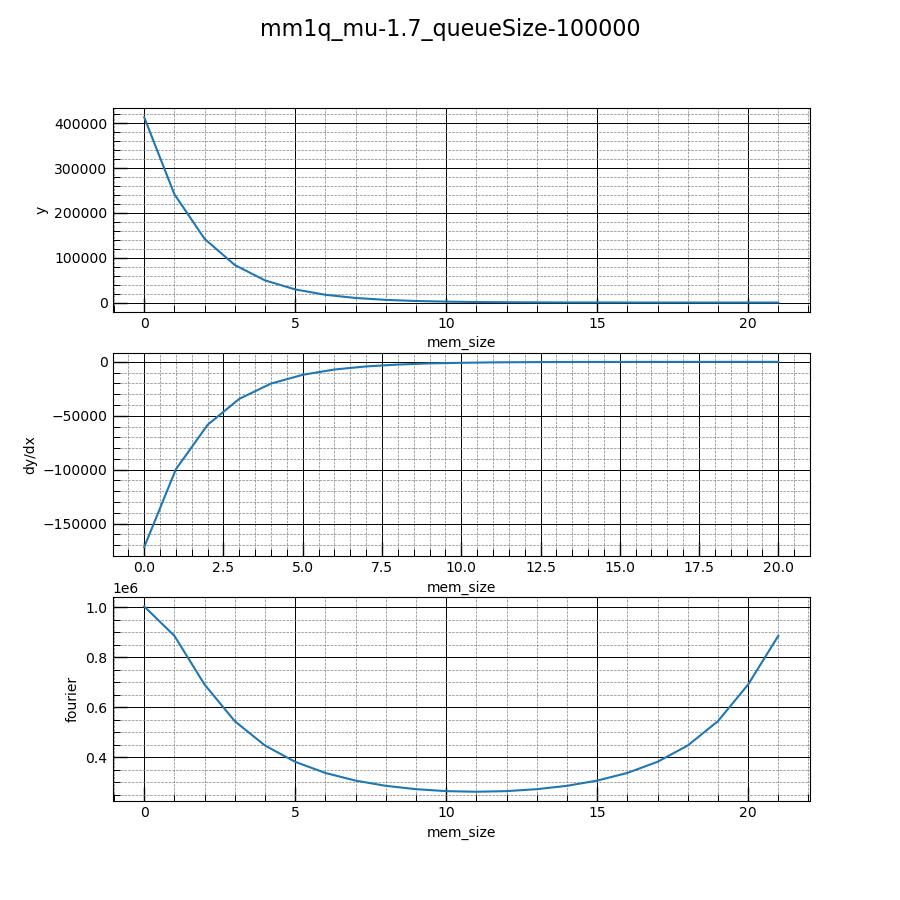 mm1q_mu-1.7_queueSize-100000
400000
300000
200000
100000
0
y
0 5 10 15 20
mem_size
0
−50000
−100000
−150000
dy/dx
0.0 2.5 5.0 7.5 10.0 12.5 15.0 17.5 20.0
mem_size
1e6
1.0
0.8
0.6
0.4
fourier
0 5 10 15 20
mem_size